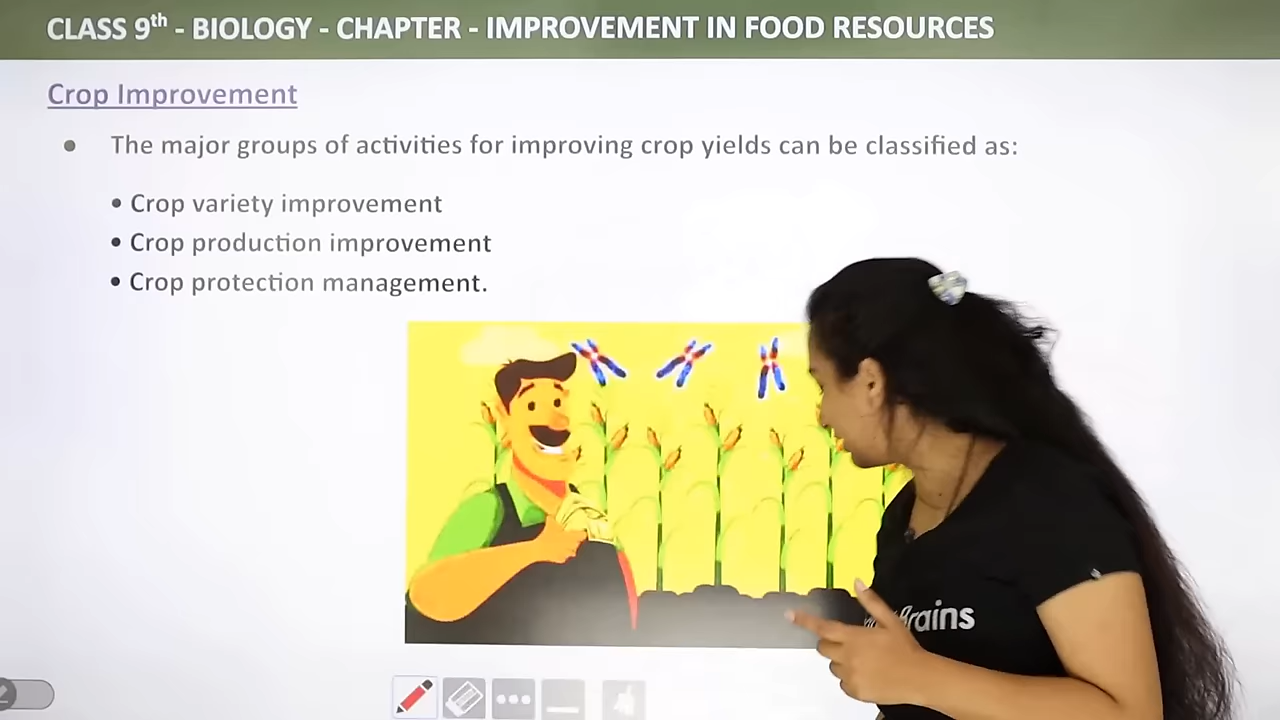 CLASS 9th - BIOLOGY - CHAPTER - IMPROVEMENT IN FOOD RESOURCES
Crop Improvement
● The major groups of activities for improving crop yields can be classified as:
• Crop variety improvement
• Crop production improvement
• Crop protection management.
Brains